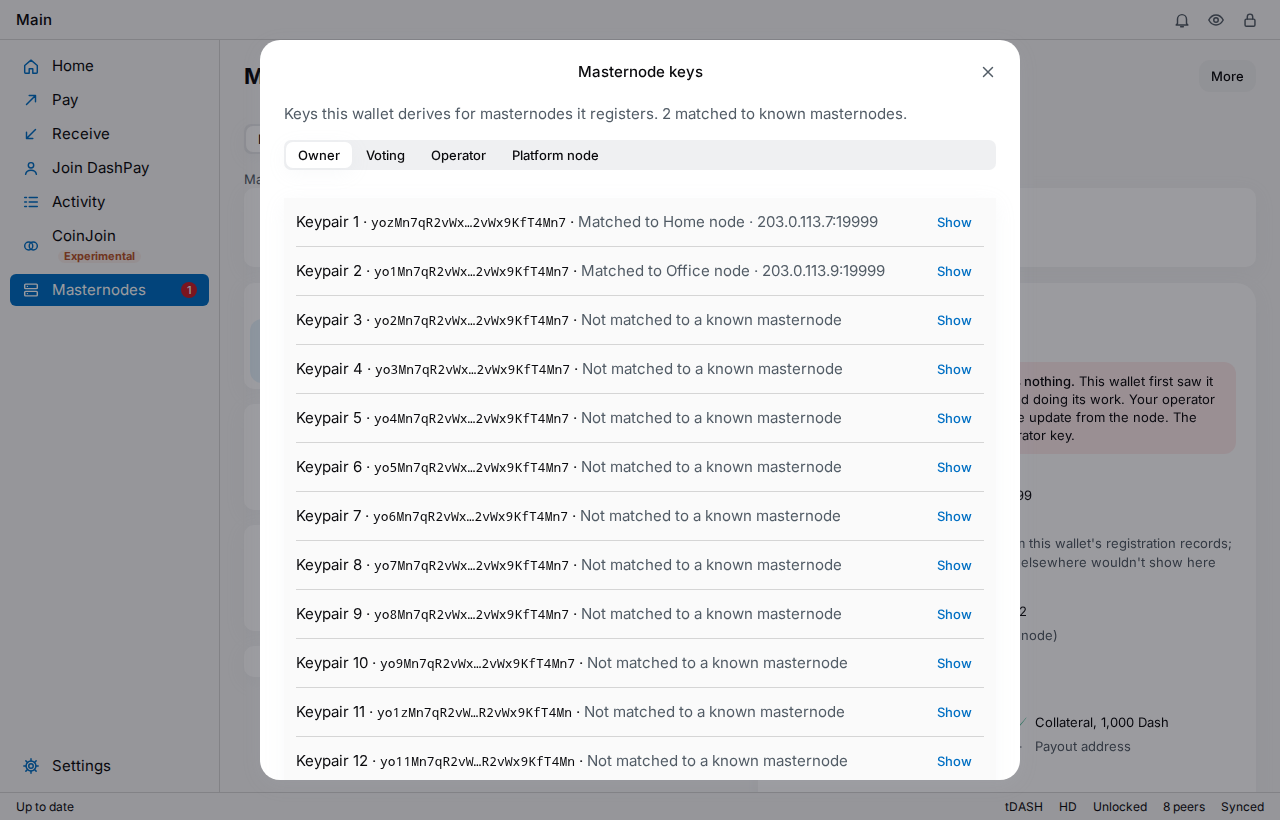 Main
Home
Pay
Receive
Join DashPay
Activity
CoinJoin
Experimental
Masternodes 1
Settings
More
Masternode keys
Keys this wallet derives for masternodes it registers. 2 matched to known masternodes.
Owner Voting Operator Platform node
Keypair 1 · yozMn7qR2vWx…2vWx9KfT4Mn7 · Matched to Home node · 203.0.113.7:19999 Show
Keypair 2 · yo1Mn7qR2vWx…2vWx9KfT4Mn7 · Matched to Office node · 203.0.113.9:19999 Show
Keypair 3 · yo2Mn7qR2vWx…2vWx9KfT4Mn7 · Not matched to a known masternode Show
Keypair 4 · yo3Mn7qR2vWx…2vWx9KfT4Mn7 · Not matched to a known masternode Show
Keypair 5 · yo4Mn7qR2vWx…2vWx9KfT4Mn7 · Not matched to a known masternode Show
Keypair 6 · yo5Mn7qR2vWx…2vWx9KfT4Mn7 · Not matched to a known masternode Show
Keypair 7 · yo6Mn7qR2vWx…2vWx9KfT4Mn7 · Not matched to a known masternode Show
Keypair 8 · yo7Mn7qR2vWx…2vWx9KfT4Mn7 · Not matched to a known masternode Show
Keypair 9 · yo8Mn7qR2vWx…2vWx9KfT4Mn7 · Not matched to a known masternode Show
Keypair 10 · yo9Mn7qR2vWx…2vWx9KfT4Mn7 · Not matched to a known masternode Show
Keypair 11 · yo1zMn7qR2vW…R2vWx9KfT4Mn · Not matched to a known masternode Show
Keypair 12 · yo11Mn7qR2vW…R2vWx9KfT4Mn · Not matched to a known masternode Show
nothing. This wallet first saw it
doing its work. Your operator
update from the node. The
key.
99
this wallet's registration records;
elsewhere wouldn't show here
2
node)
Collateral, 1,000 Dash
Payout address
Up to date
tDASH HD Unlocked 8 peers Synced